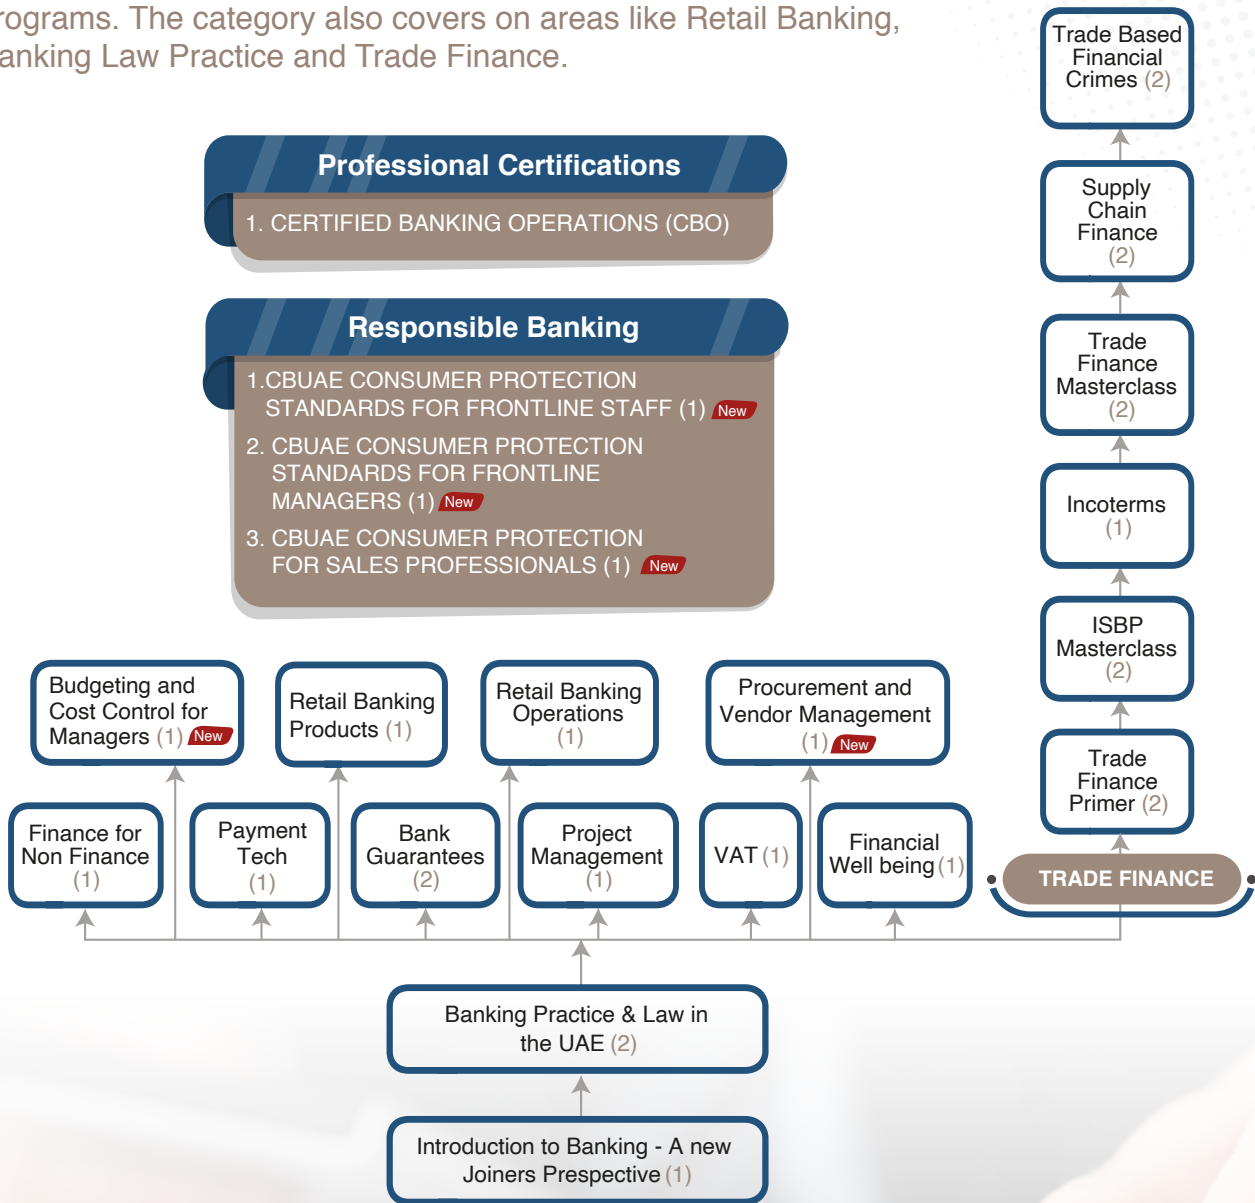 rograms. The category also covers on areas like Retail Banking,
anking Law Practice and Trade Finance.
Professional Certifications
1. CERTIFIED BANKING OPERATIONS (CBO)
Responsible Banking
1.CBUAE CONSUMER PROTECTION
STANDARDS FOR FRONTLINE STAFF (1) New
2. CBUAE CONSUMER PROTECTION
STANDARDS FOR FRONTLINE
MANAGERS (1) New
3. CBUAE CONSUMER PROTECTION
FOR SALES PROFESSIONALS (1) New
Trade Based
Financial
Crimes (2)
Supply
Chain
Finance
(2)
Trade
Finance
Masterclass
(2)
Incoterms
(1)
ISBP
Masterclass
(2)
Trade
Finance
Primer (2)
TRADE FINANCE
Budgeting and
Cost Control for
Managers (1) New
Retail Banking
Products (1)
Retail Banking
Operations
(1)
Procurement and
Vendor Management
(1) New
Finance for
Non Finance
(1)
Payment
Tech
(1)
Bank
Guarantees
(2)
Project
Management
(1)
VAT (1)
Financial
Well being (1)
Banking Practice & Law in
the UAE (2)
Introduction to Banking - A new
Joiners Prespective (1)